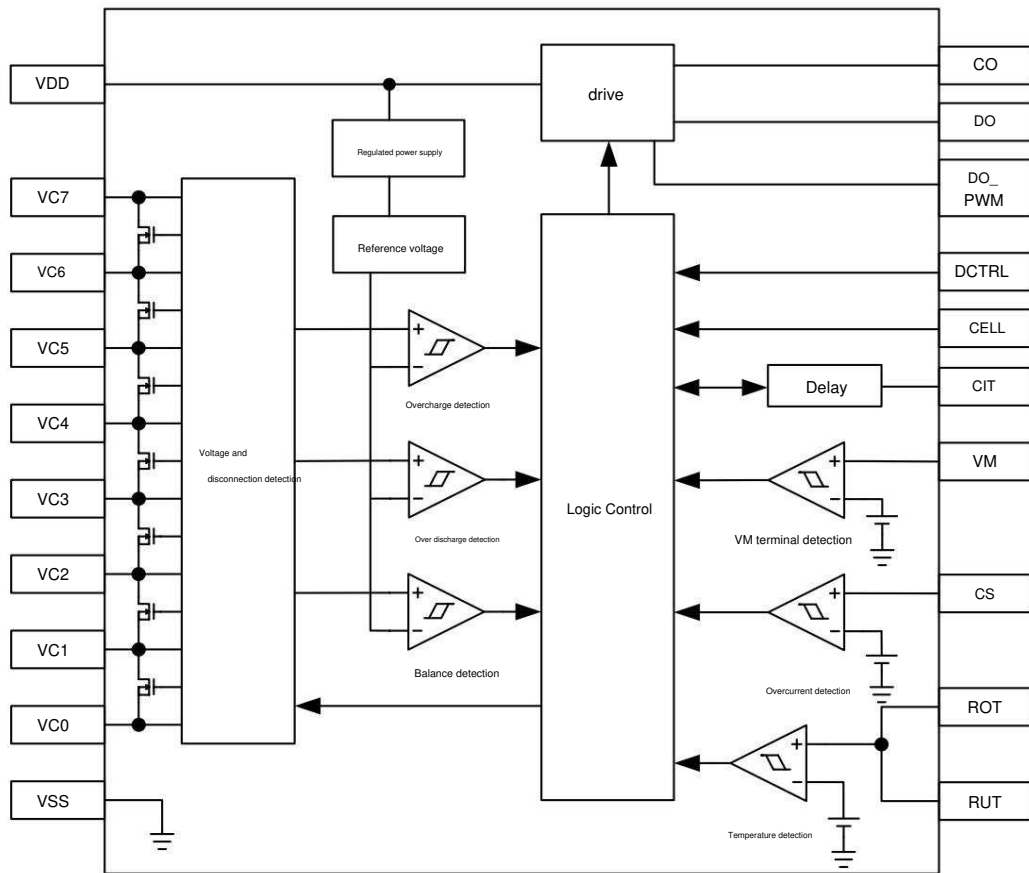 VDD
VC7
VC6
VC5
VC4
VC3
VC2
VC1
VC0
VSS
Regulated power supply
Reference voltage
Voltage and
disconnection detection
+
−
Overcharge detection
+
−
Over discharge detection
+
−
Balance detection
drive
Logic Control
Delay
+
−
VM terminal detection
+
−
Overcurrent detection
+
−
Temperature detection
CO
DO
DO_
PWM
DCTRL
CELL
CIT
VM
CS
ROT
RUT